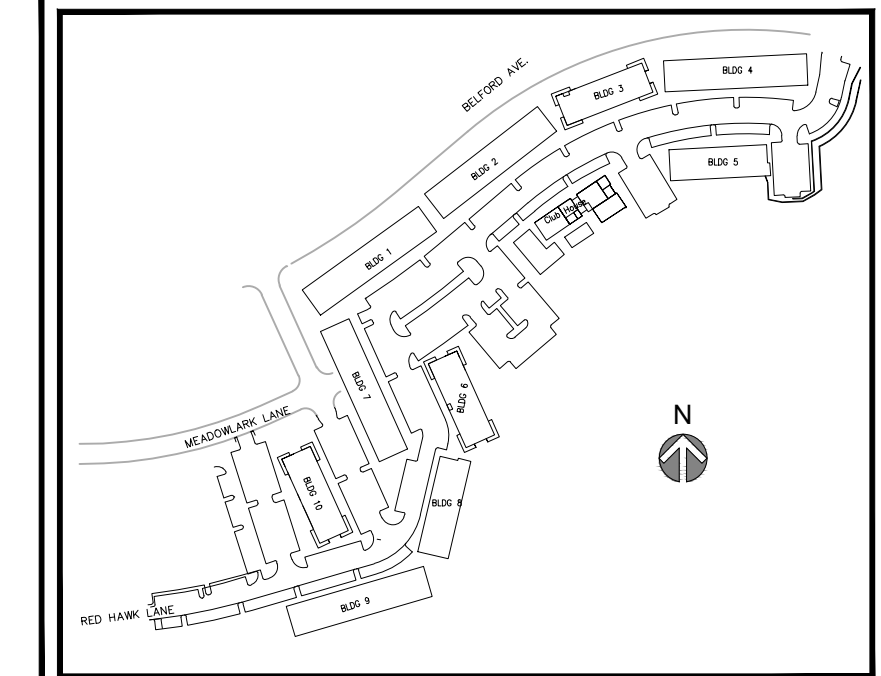 BELFORD AVE.
BLDG 4
BLDG 3
BLDG 2
BLDG 5
Club House
BLDG 1
BLDG 7
BLDG 6
N
MEADOWLARK LANE
BLDG 10
BLDG 8
BLDG 9
RED HAWK LANE